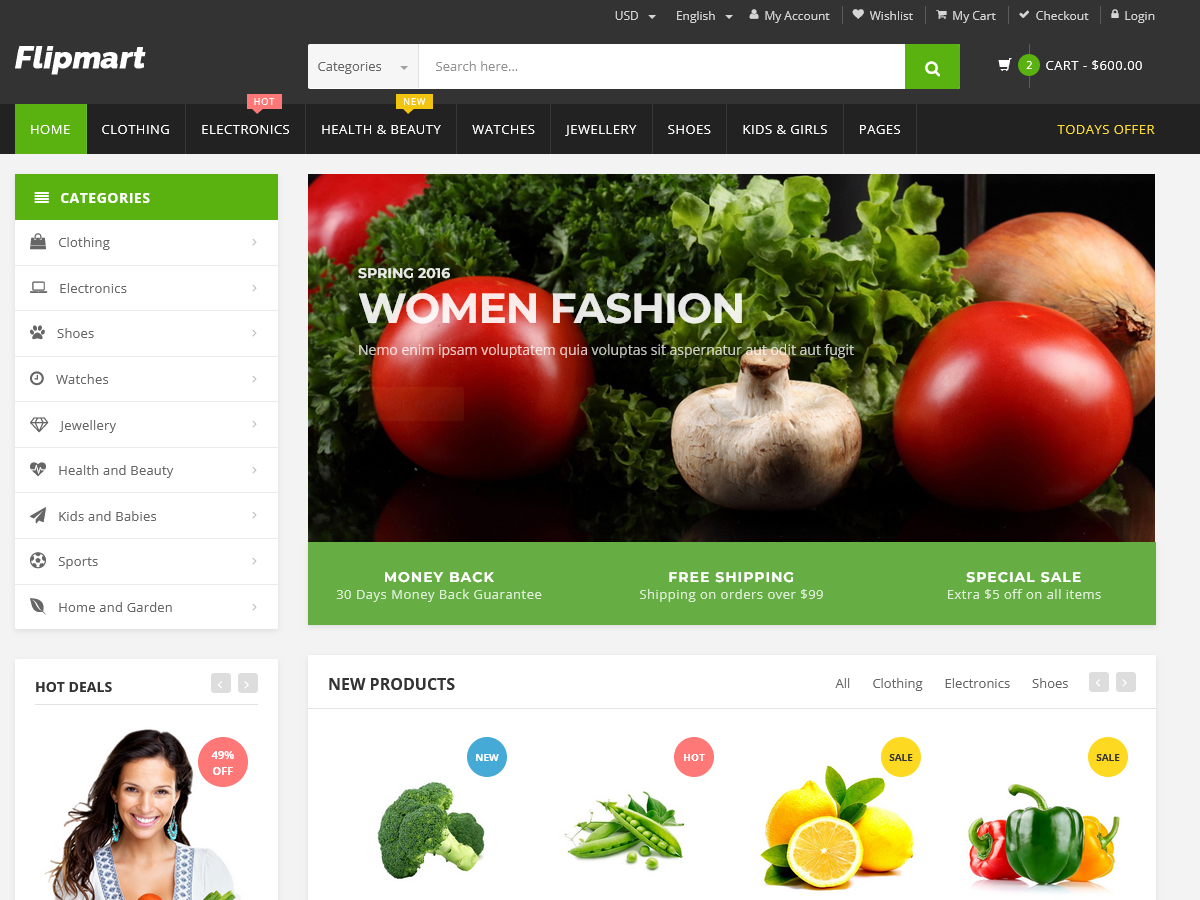 USD
English
My Account
Wishlist
My Cart
Checkout
Login
Flipmart
Categories
Search here...
2
CART - $600.00
HOT
NEW
HOME
CLOTHING
ELECTRONICS
HEALTH & BEAUTY
WATCHES
JEWELLERY
SHOES
KIDS & GIRLS
PAGES
TODAYS OFFER
CATEGORIES
Clothing
Electronics
Shoes
Watches
Jewellery
Health and Beauty
Kids and Babies
Sports
Home and Garden
SPRING 2016
WOMEN FASHION
Nemo enim ipsam voluptatem quia voluptas sit aspernatur aut odit aut fugit
MONEY BACK
30 Days Money Back Guarantee
FREE SHIPPING
Shipping on orders over $99
SPECIAL SALE
Extra $5 off on all items
HOT DEALS
49%
OFF
NEW PRODUCTS
All
Clothing
Electronics
Shoes
NEW
HOT
SALE
SALE